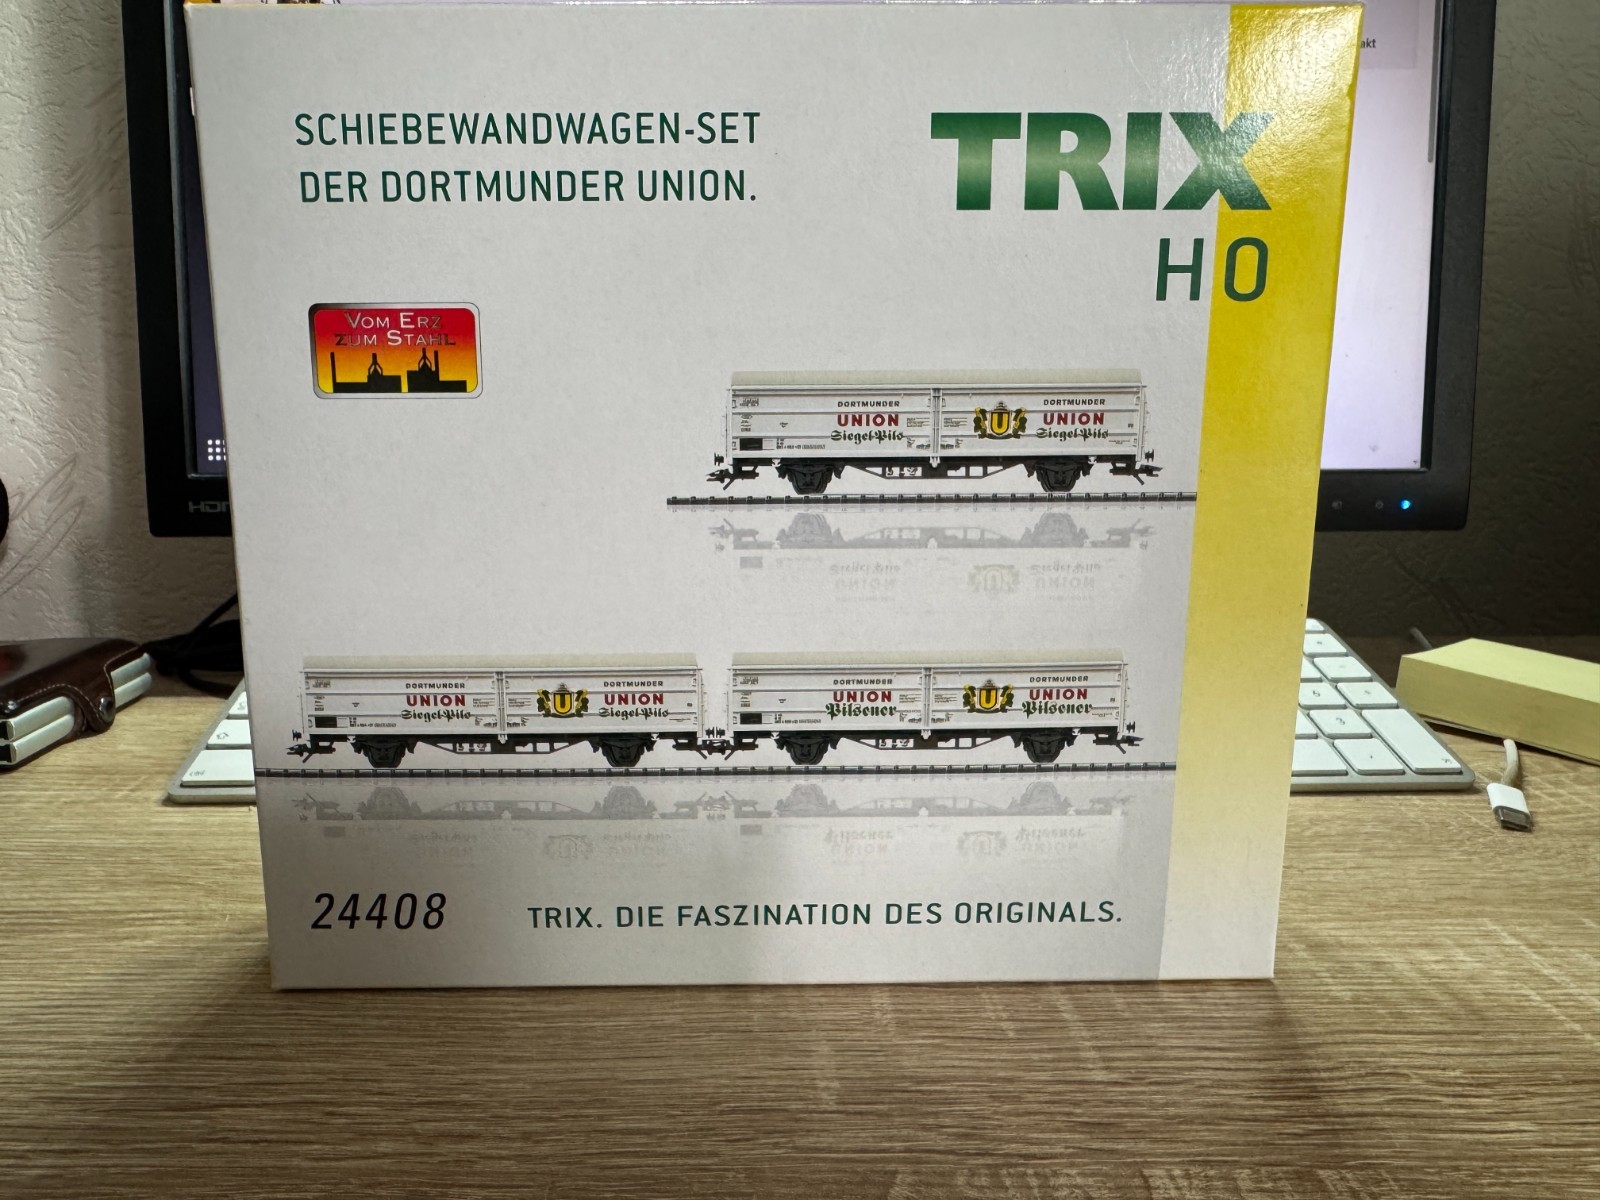 SCHIEBEWANDWAGEN-SET
DER DORTMUNDER UNION.
TRIX
H0
VOM ERZ
ZUM STAHL
DORTMUNDER
UNION
Siegel-Pils
U
DORTMUNDER
UNION
Siegel-Pils
DORTMUNDER
UNION
Siegel-Pils
U
DORTMUNDER
UNION
Siegel-Pils
DORTMUNDER
UNION
Pilsener
U
DORTMUNDER
UNION
Pilsener
24408
TRIX. DIE FASZINATION DES ORIGINALS.